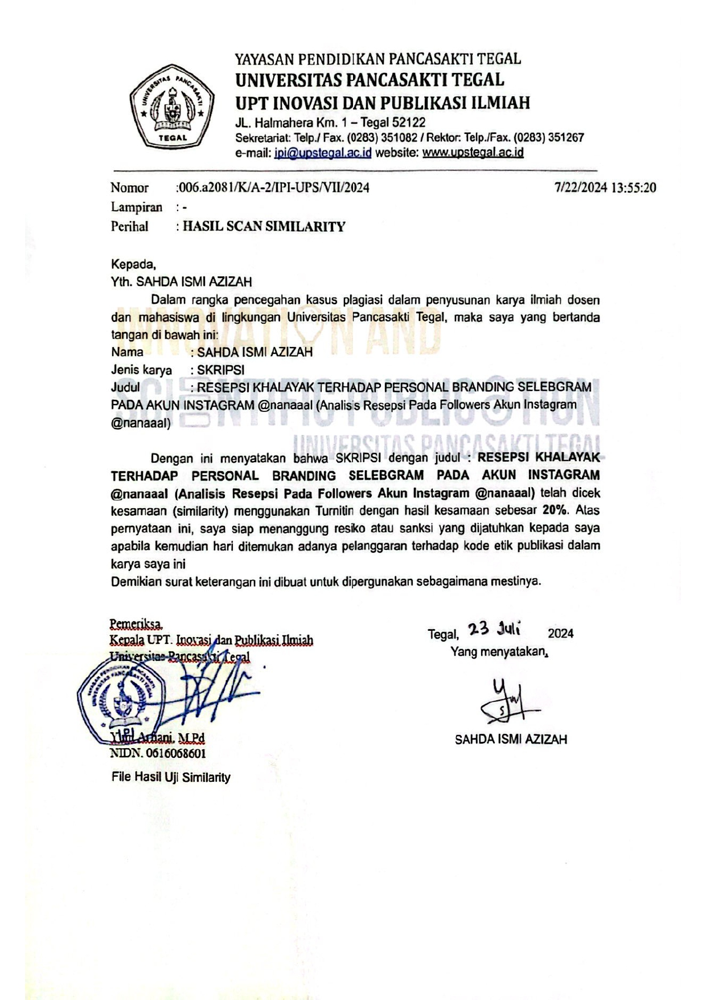 YAYASAN PENDIDIKAN PANCASAKTI TEGAL
UNIVERSITAS PANCASAKTI TEGAL
UPT INOVASI DAN PUBLIKASI ILMIAH
JL. Halmahera Km. 1 – Tegal 52122
Sekretariat: Telp./ Fax. (0283) 351082 / Rektor: Telp./Fax. (0283) 351267
e-mail: ipi@upstegal.ac.id website: www.upstegal.ac.id
UNIVERSITAS PANCASAKTI
TEGAL
Nomor :006.a2081/K/A-2/IPI-UPS/VII/2024 7/22/2024 13:55:20
Lampiran : -
Perihal : HASIL SCAN SIMILARITY
Kepada,
Yth. SAHDA ISMI AZIZAH
Dalam rangka pencegahan kasus plagiasi dalam penyusunan karya ilmiah dosen
dan mahasiswa di lingkungan Universitas Pancasakti Tegal, maka saya yang bertanda
tangan di bawah ini:
Nama : SAHDA ISMI AZIZAH
Jenis karya : SKRIPSI
Judul : RESEPSI KHALAYAK TERHADAP PERSONAL BRANDING SELEBGRAM
PADA AKUN INSTAGRAM @nanaaal (Analisis Resepsi Pada Followers Akun Instagram
@nanaaal)
INNOVATION AND
SCIENTIFIC PUBLICATION
UNIVERSITAS PANCASAKTI TEGAL
Dengan ini menyatakan bahwa SKRIPSI dengan judul : RESEPSI KHALAYAK
TERHADAP PERSONAL BRANDING SELEBGRAM PADA AKUN INSTAGRAM
@nanaaal (Analisis Resepsi Pada Followers Akun Instagram @nanaaal) telah dicek
kesamaan (similarity) menggunakan Turnitin dengan hasil kesamaan sebesar 20%. Atas
pernyataan ini, saya siap menanggung resiko atau sanksi yang dijatuhkan kepada saya
apabila kemudian hari ditemukan adanya pelanggaran terhadap kode etik publikasi dalam
karya saya ini
Demikian surat keterangan ini dibuat untuk dipergunakan sebagaimana mestinya.
Pemeriksa,
Kepala UPT. Inovasi dan Publikasi Ilmiah
Universitas Pancasakti Tegal
YAYASAN PENDIDIKAN PANCASAKTI
UNIVERSITAS PANCASAKTI TEGAL
IPI
M.Pd
NIDN. 0616068601
File Hasil Uji Similarity
Tegal, 23 Juli 2024
Yang menyatakan,
SAHDA ISMI AZIZAH